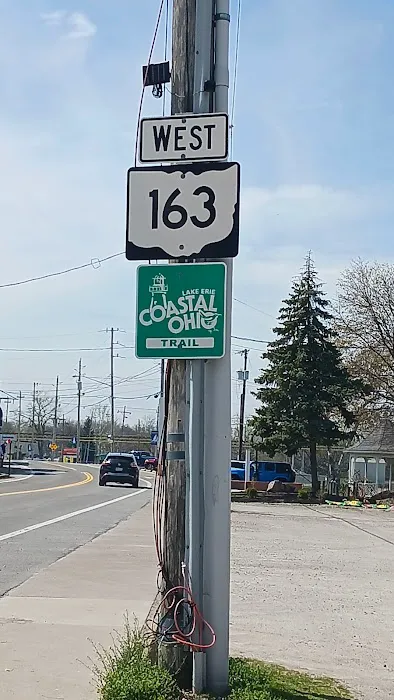 WEST
163
LAKE ERIE
COASTAL
OHIO
TRAIL